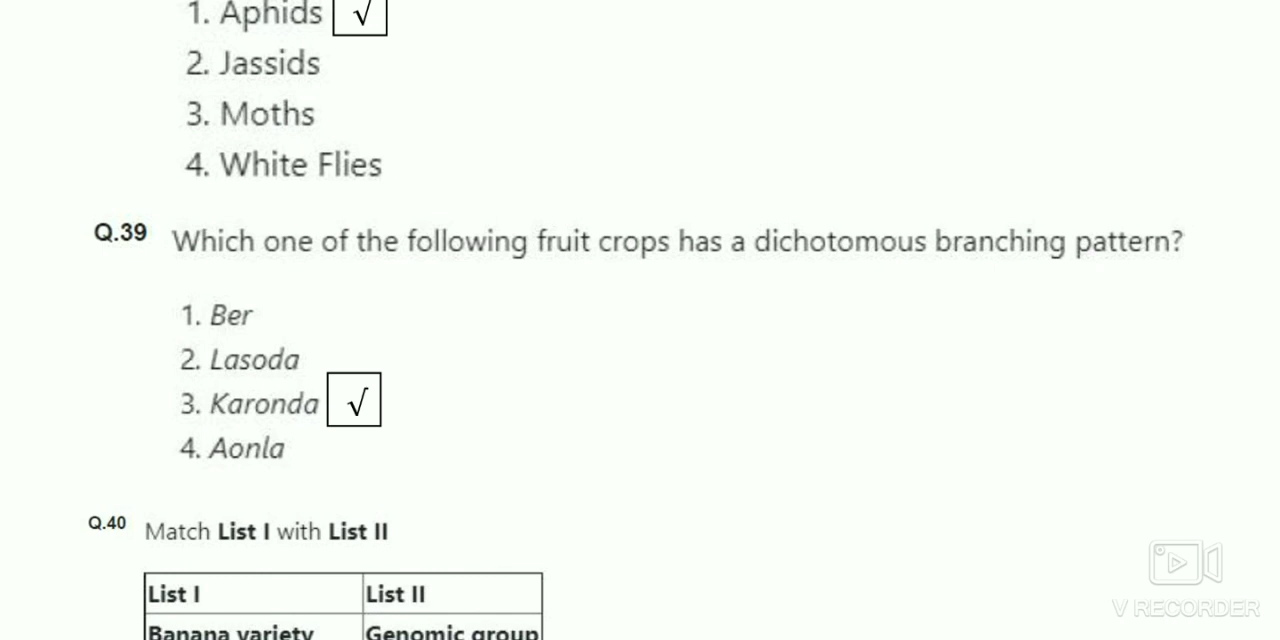 1. Aphids √
2. Jassids
3. Moths
4. White Flies
Q.39 Which one of the following fruit crops has a dichotomous branching pattern?
1. Ber
2. Lasoda
3. Karonda √
4. Aonla
Q.40 Match List I with List II
List I List II
Banana variety Genomic group
V RECORDER